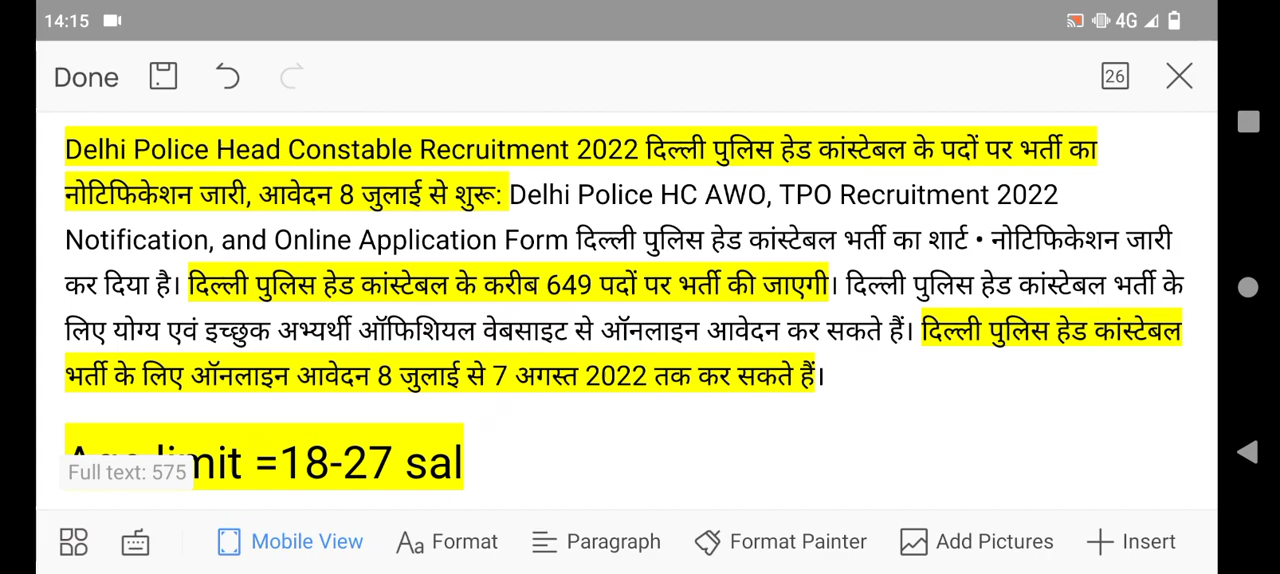 14:15
4G
Done
26
Delhi Police Head Constable Recruitment 2022 दिल्ली पुलिस हेड कांस्टेबल के पदों पर भर्ती का
नोटिफिकेशन जारी, आवेदन 8 जुलाई से शुरू: Delhi Police HC AWO, TPO Recruitment 2022
Notification, and Online Application Form दिल्ली पुलिस हेड कांस्टेबल भर्ती का शार्ट • नोटिफिकेशन जारी
कर दिया है। दिल्ली पुलिस हेड कांस्टेबल के करीब 649 पदों पर भर्ती की जाएगी। दिल्ली पुलिस हेड कांस्टेबल भर्ती के
लिए योग्य एवं इच्छुक अभ्यर्थी ऑफिशियल वेबसाइट से ऑनलाइन आवेदन कर सकते हैं। दिल्ली पुलिस हेड कांस्टेबल
भर्ती के लिए ऑनलाइन आवेदन 8 जुलाई से 7 अगस्त 2022 तक कर सकते हैं।
Age limit =18-27 sal
Full text: 575
Mobile View
Aa Format
Paragraph
Format Painter
Add Pictures
Insert